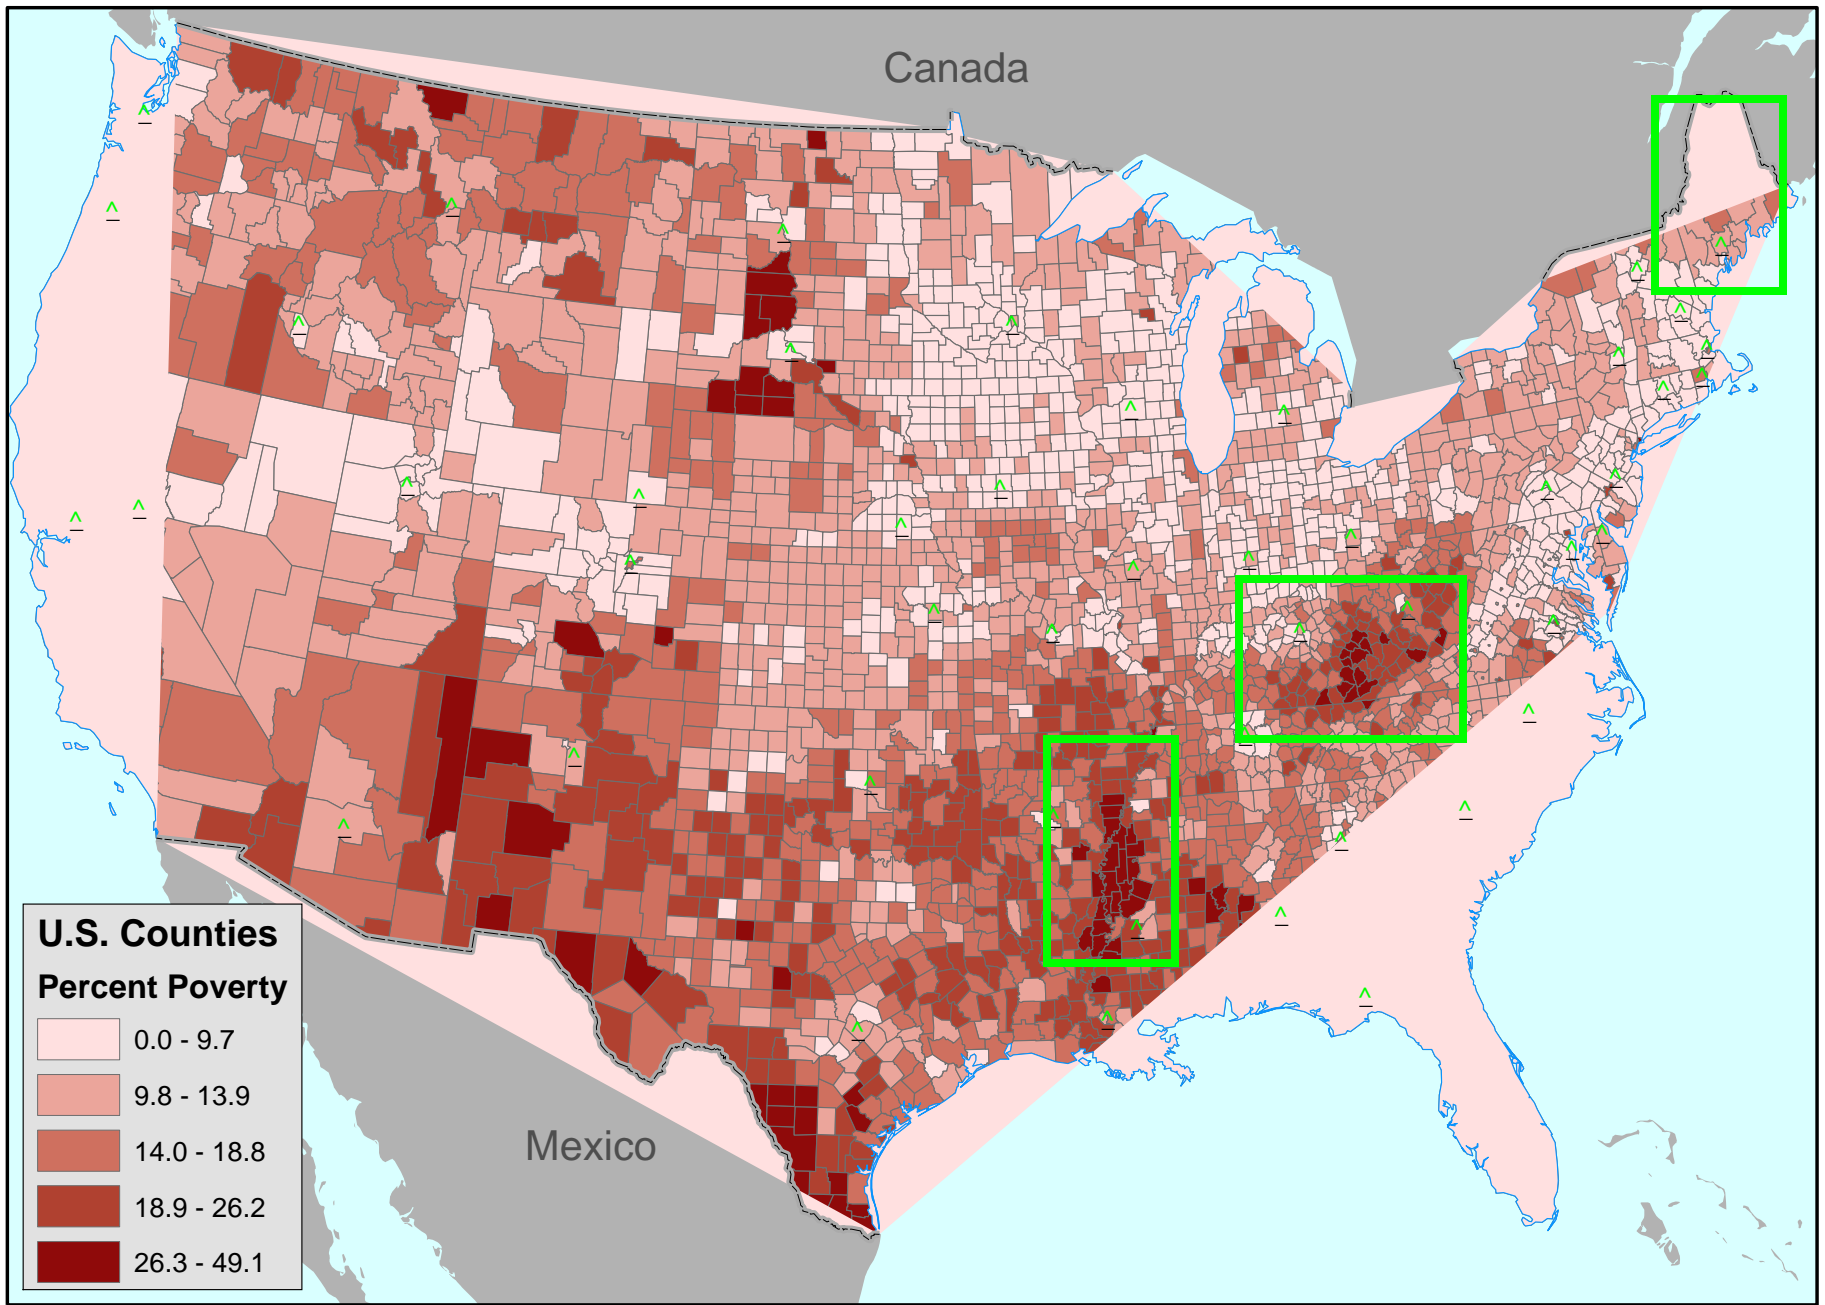 Canada
Mexico
U.S. Counties
Percent Poverty
0.0 - 9.7
9.8 - 13.9
14.0 - 18.8
18.9 - 26.2
26.3 - 49.1